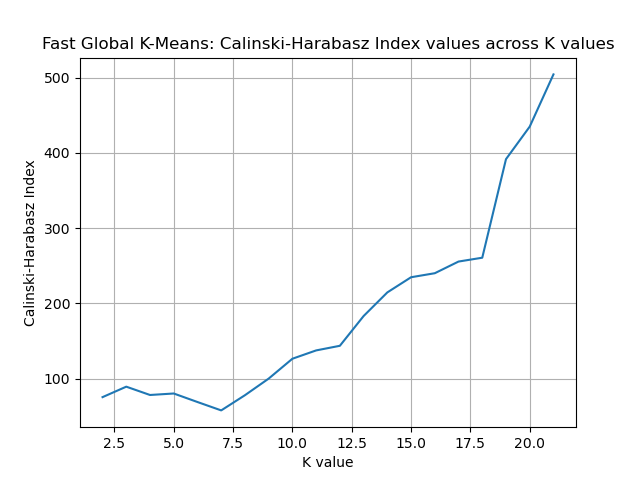 Fast Global K-Means: Calinski-Harabasz Index values across K values
500
400
300
200
100
Calinski-Harabasz Index
2.5 5.0 7.5 10.0 12.5 15.0 17.5 20.0
K value